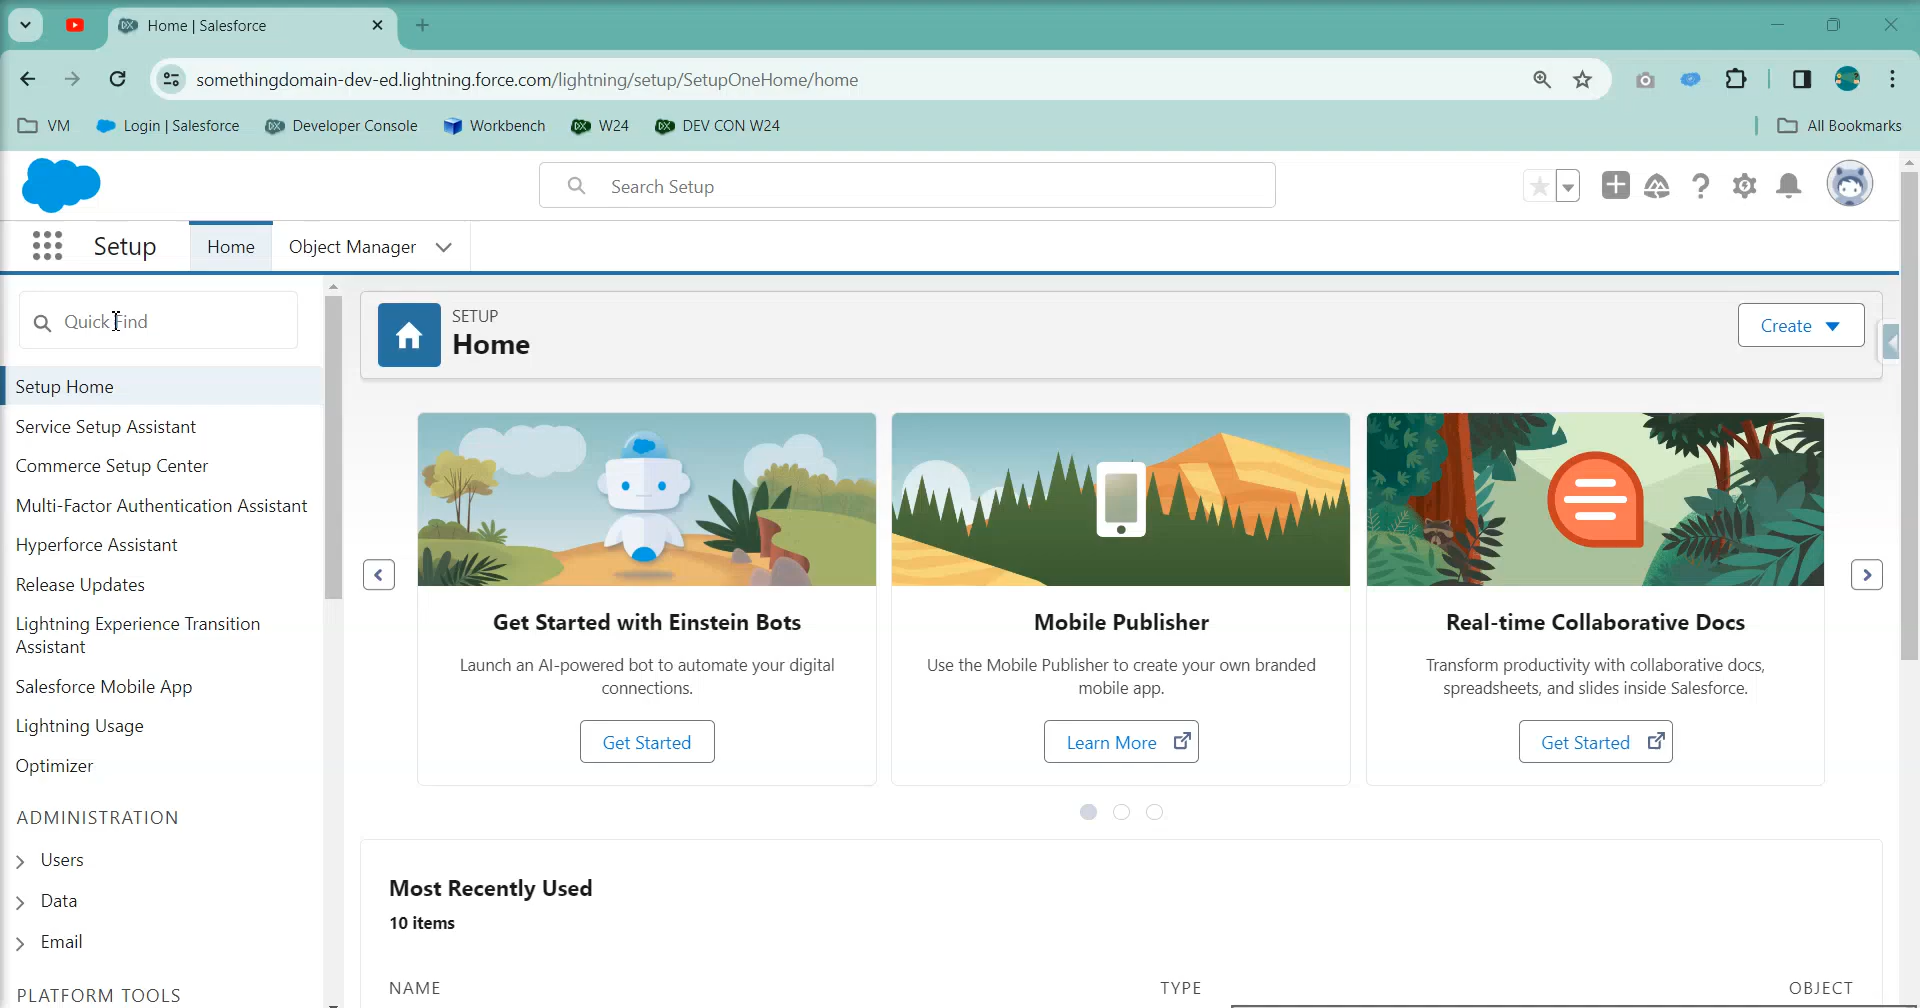 Home | Salesforce
somethingdomain-dev-ed.lightning.force.com/lightning/setup/SetupOneHome/home
VM
Login | Salesforce
Developer Console
Workbench
W24
DEV CON W24
All Bookmarks
Search Setup
Setup
Home
Object Manager
Quick Find
Setup Home
Service Setup Assistant
Commerce Setup Center
Multi-Factor Authentication Assistant
Hyperforce Assistant
Release Updates
Lightning Experience Transition
Assistant
Salesforce Mobile App
Lightning Usage
Optimizer
ADMINISTRATION
Users
Data
Email
PLATFORM TOOLS
SETUP
Home
Create
Get Started with Einstein Bots
Launch an AI-powered bot to automate your digital
connections.
Get Started
Mobile Publisher
Use the Mobile Publisher to create your own branded
mobile app.
Learn More
Real-time Collaborative Docs
Transform productivity with collaborative docs,
spreadsheets, and slides inside Salesforce.
Get Started
Most Recently Used
10 items
NAME
TYPE
OBJECT